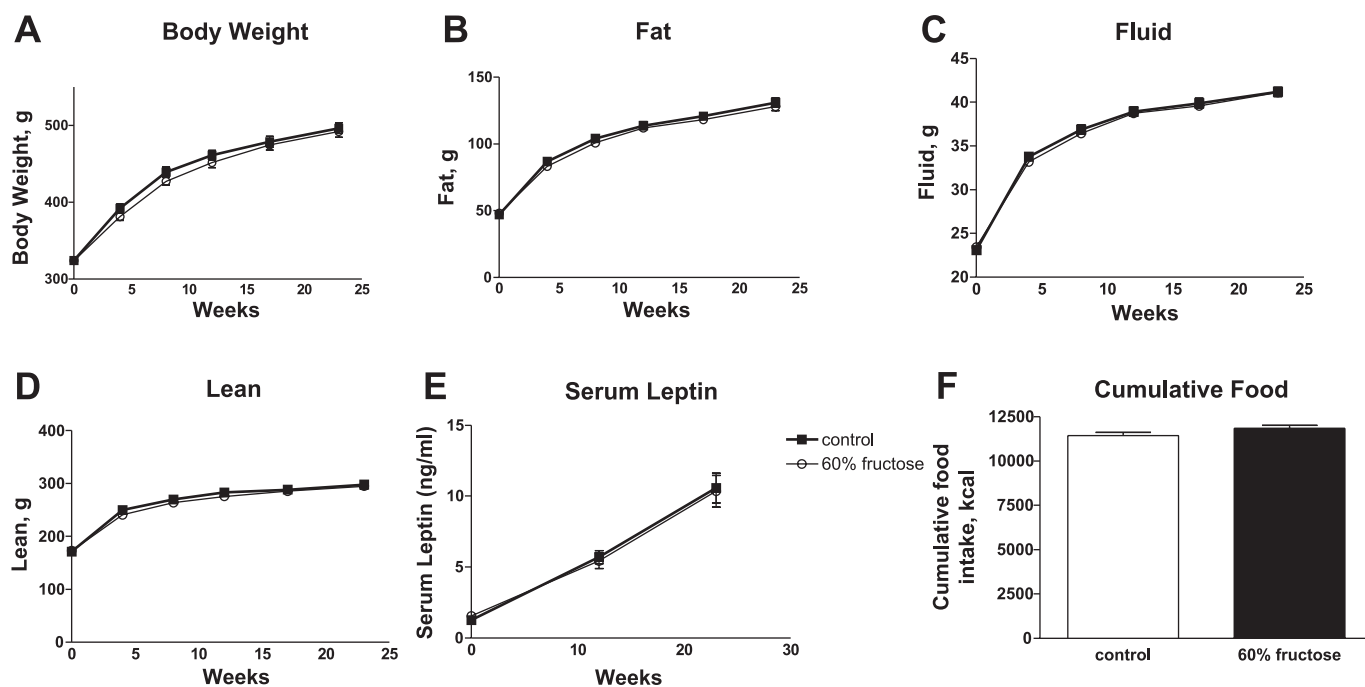 A
Body Weight
Body Weight, g
500
400
300
0
5
10
15
20
25
Weeks
B
Fat
Fat, g
150
100
50
0
0
5
10
15
20
25
Weeks
C
Fluid
Fluid, g
45
40
35
30
25
20
0
5
10
15
20
25
Weeks
D
Lean
Lean, g
400
300
200
100
0
0
5
10
15
20
25
Weeks
E
Serum Leptin
Serum Leptin (ng/ml)
15
10
5
0
0
10
20
30
Weeks
control
60% fructose
F
Cumulative Food
Cumulative food
intake, kcal
12500
10000
7500
5000
2500
0
control
60% fructose